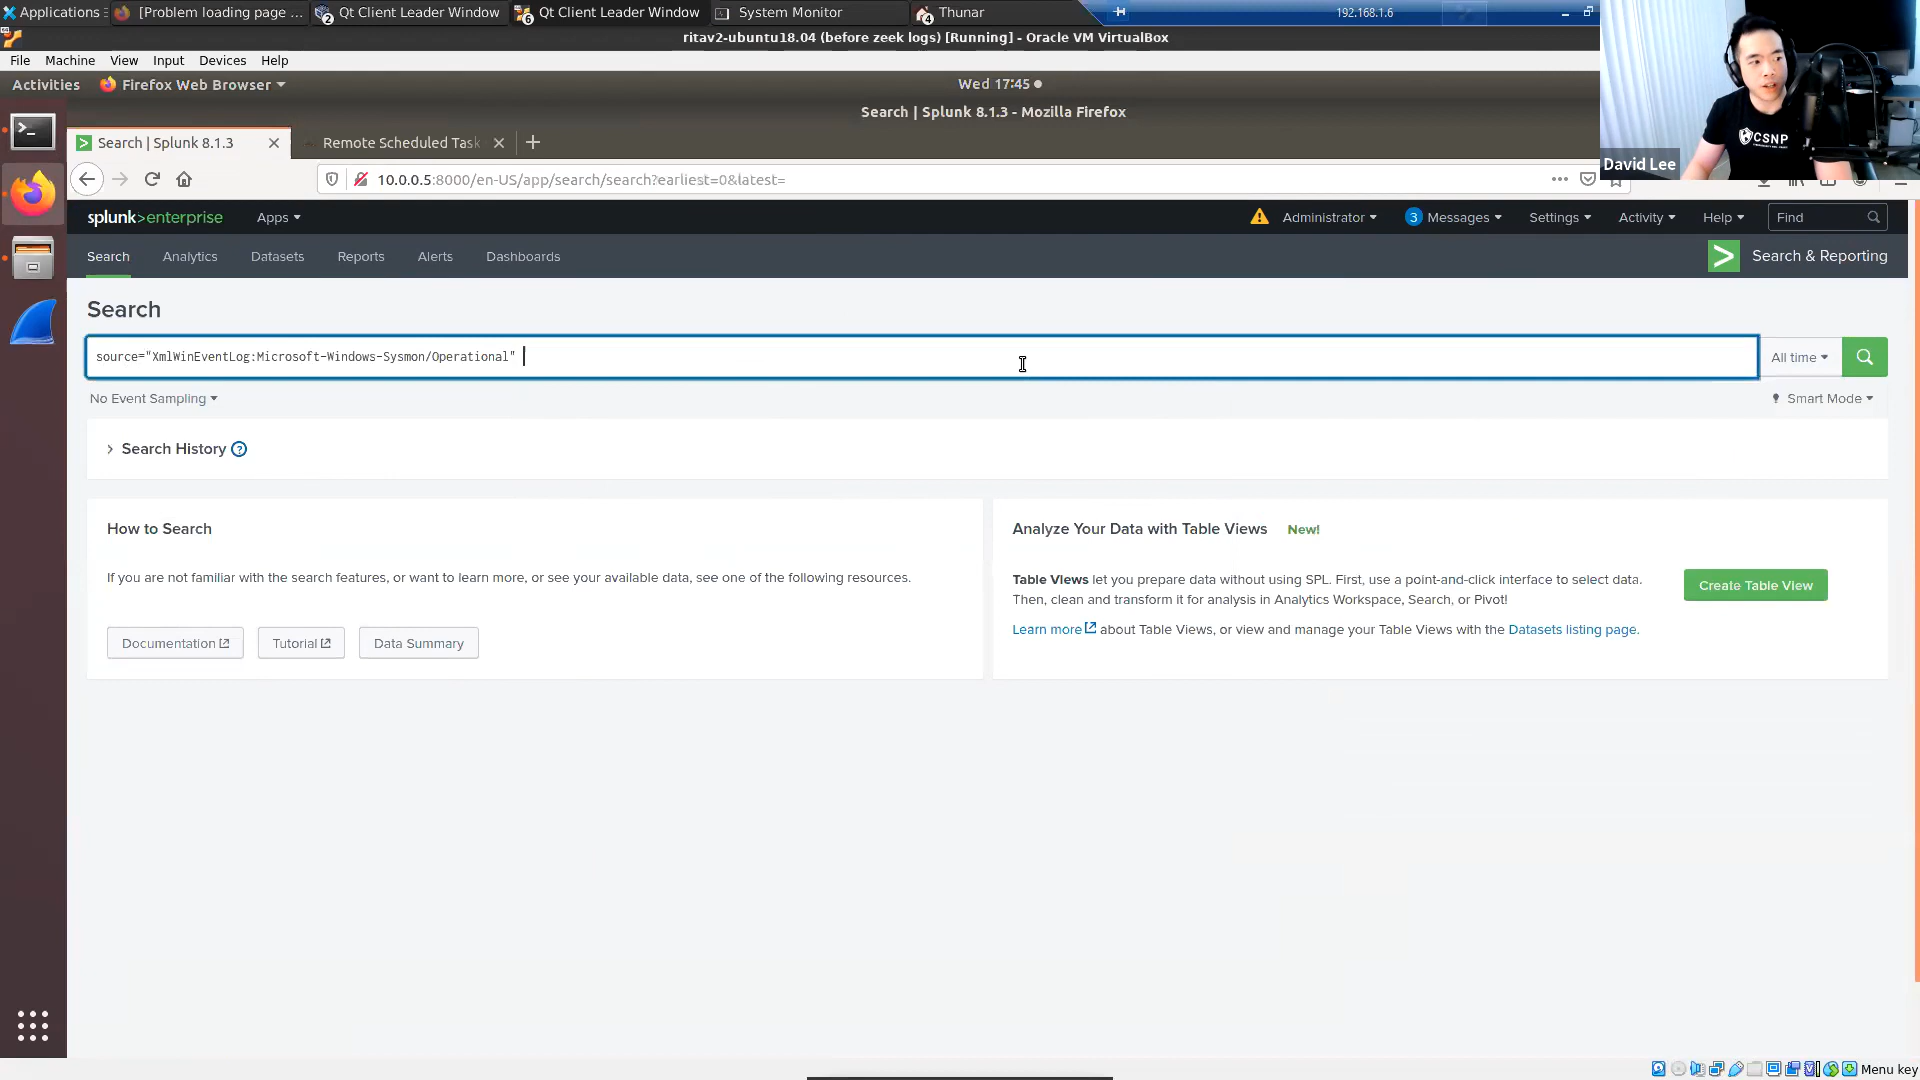 Applications
[Problem loading page ...
2 Qt Client Leader Window
6 Qt Client Leader Window
System Monitor
4 Thunar
192.168.1.6
ritav2-ubuntu18.04 (before zeek logs) [Running] - Oracle VM VirtualBox
File Machine View Input Devices Help
Activities Firefox Web Browser
Wed 17:45
Search | Splunk 8.1.3 - Mozilla Firefox
CSNP
David Lee
Search | Splunk 8.1.3
Remote Scheduled Task
10.0.0.5:8000/en-US/app/search/search?earliest=0&latest=
splunk>enterprise Apps
Administrator 3 Messages Settings Activity Help Find
Search Analytics Datasets Reports Alerts Dashboards
> Search & Reporting
Search
source="XmlWinEventLog:Microsoft-Windows-Sysmon/Operational"
All time
No Event Sampling
Smart Mode
> Search History ?
How to Search
If you are not familiar with the search features, or want to learn more, or see your available data, see one of the following resources.
Documentation Tutorial Data Summary
Analyze Your Data with Table Views New!
Table Views let you prepare data without using SPL. First, use a point-and-click interface to select data.
Then, clean and transform it for analysis in Analytics Workspace, Search, or Pivot!
Learn more about Table Views, or view and manage your Table Views with the Datasets listing page.
Create Table View
Menu key